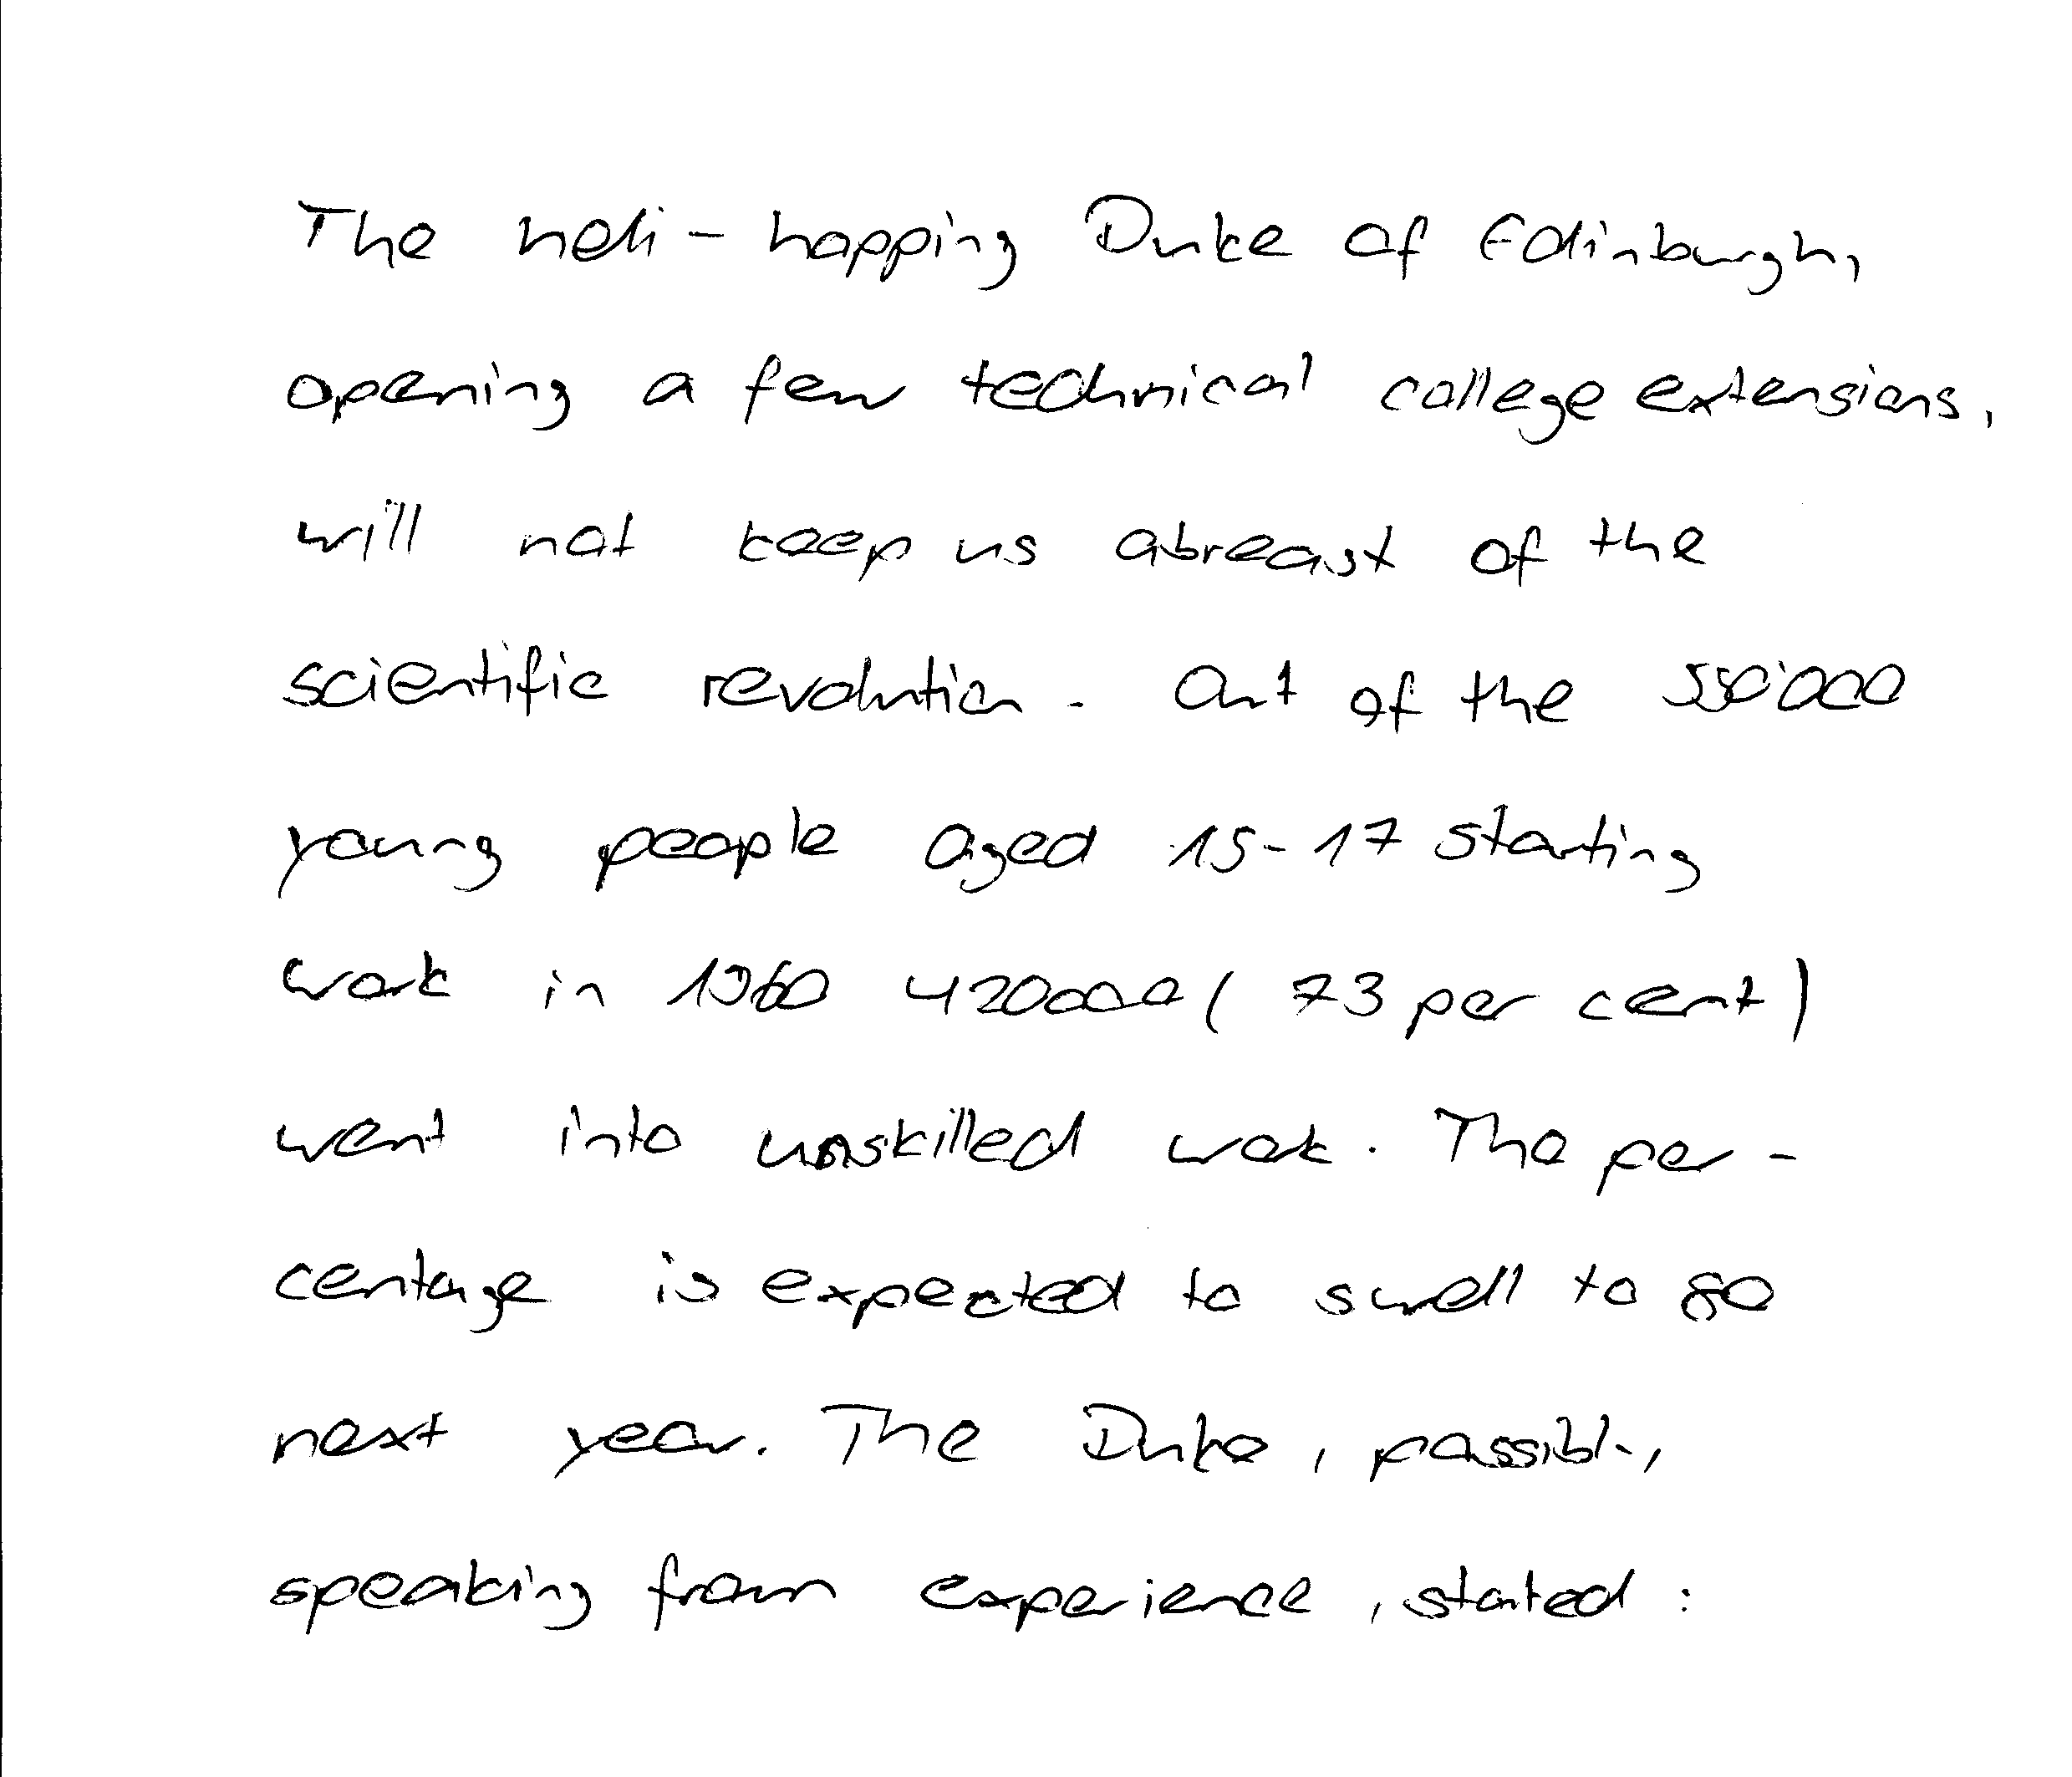 The heli-hopping Duke of Edinburgh,
opening a few technical college extensions,
will not keep us abreast of the
scientific revolution. Out of the 550'000
young people aged 15-17 starting
work in 1960 420000 (73 per cent)
went into unskilled work. The per-
centage is expected to swell to 80
next year. The Duke, possibly,
speaking from experience, stated: